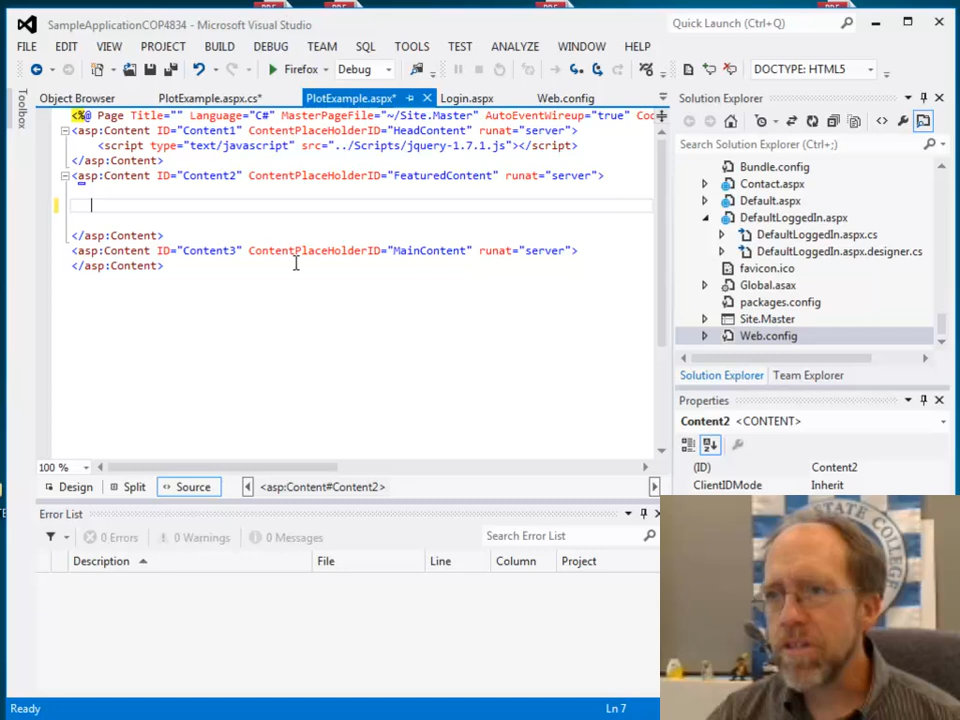 SampleApplicationCOP4834 - Microsoft Visual Studio
Quick Launch (Ctrl+Q)
FILE EDIT VIEW PROJECT BUILD DEBUG TEAM SQL TOOLS TEST ANALYZE WINDOW HELP
Firefox Debug DOCTYPE: HTML5
Toolbox
Object Browser PlotExample.aspx.cs* PlotExample.aspx* Login.aspx Web.config
<%@ Page Title="" Language="C#" MasterPageFile="~/Site.Master" AutoEventWireup="true" Coc
<asp:Content ID="Content1" ContentPlaceHolderID="HeadContent" runat="server">
<script type="text/javascript" src="../Scripts/jquery-1.7.1.js"></script>
</asp:Content>
<asp:Content ID="Content2" ContentPlaceHolderID="FeaturedContent" runat="server">
</asp:Content>
<asp:Content ID="Content3" ContentPlaceHolderID="MainContent" runat="server">
</asp:Content>
100 %
Design Split Source <asp:Content#Content2>
Error List
0 Errors 0 Warnings 0 Messages Search Error List
Description File Line Column Project
Solution Explorer
Search Solution Explorer (Ctrl+;)
Bundle.config
Contact.aspx
Default.aspx
DefaultLoggedIn.aspx
DefaultLoggedIn.aspx.cs
DefaultLoggedIn.aspx.designer.cs
favicon.ico
Global.asax
packages.config
Site.Master
Web.config
Solution Explorer Team Explorer
Properties
Content2 <CONTENT>
(ID) Content2
ClientIDMode Inherit
STATE COLLEGE
Ready Ln 7